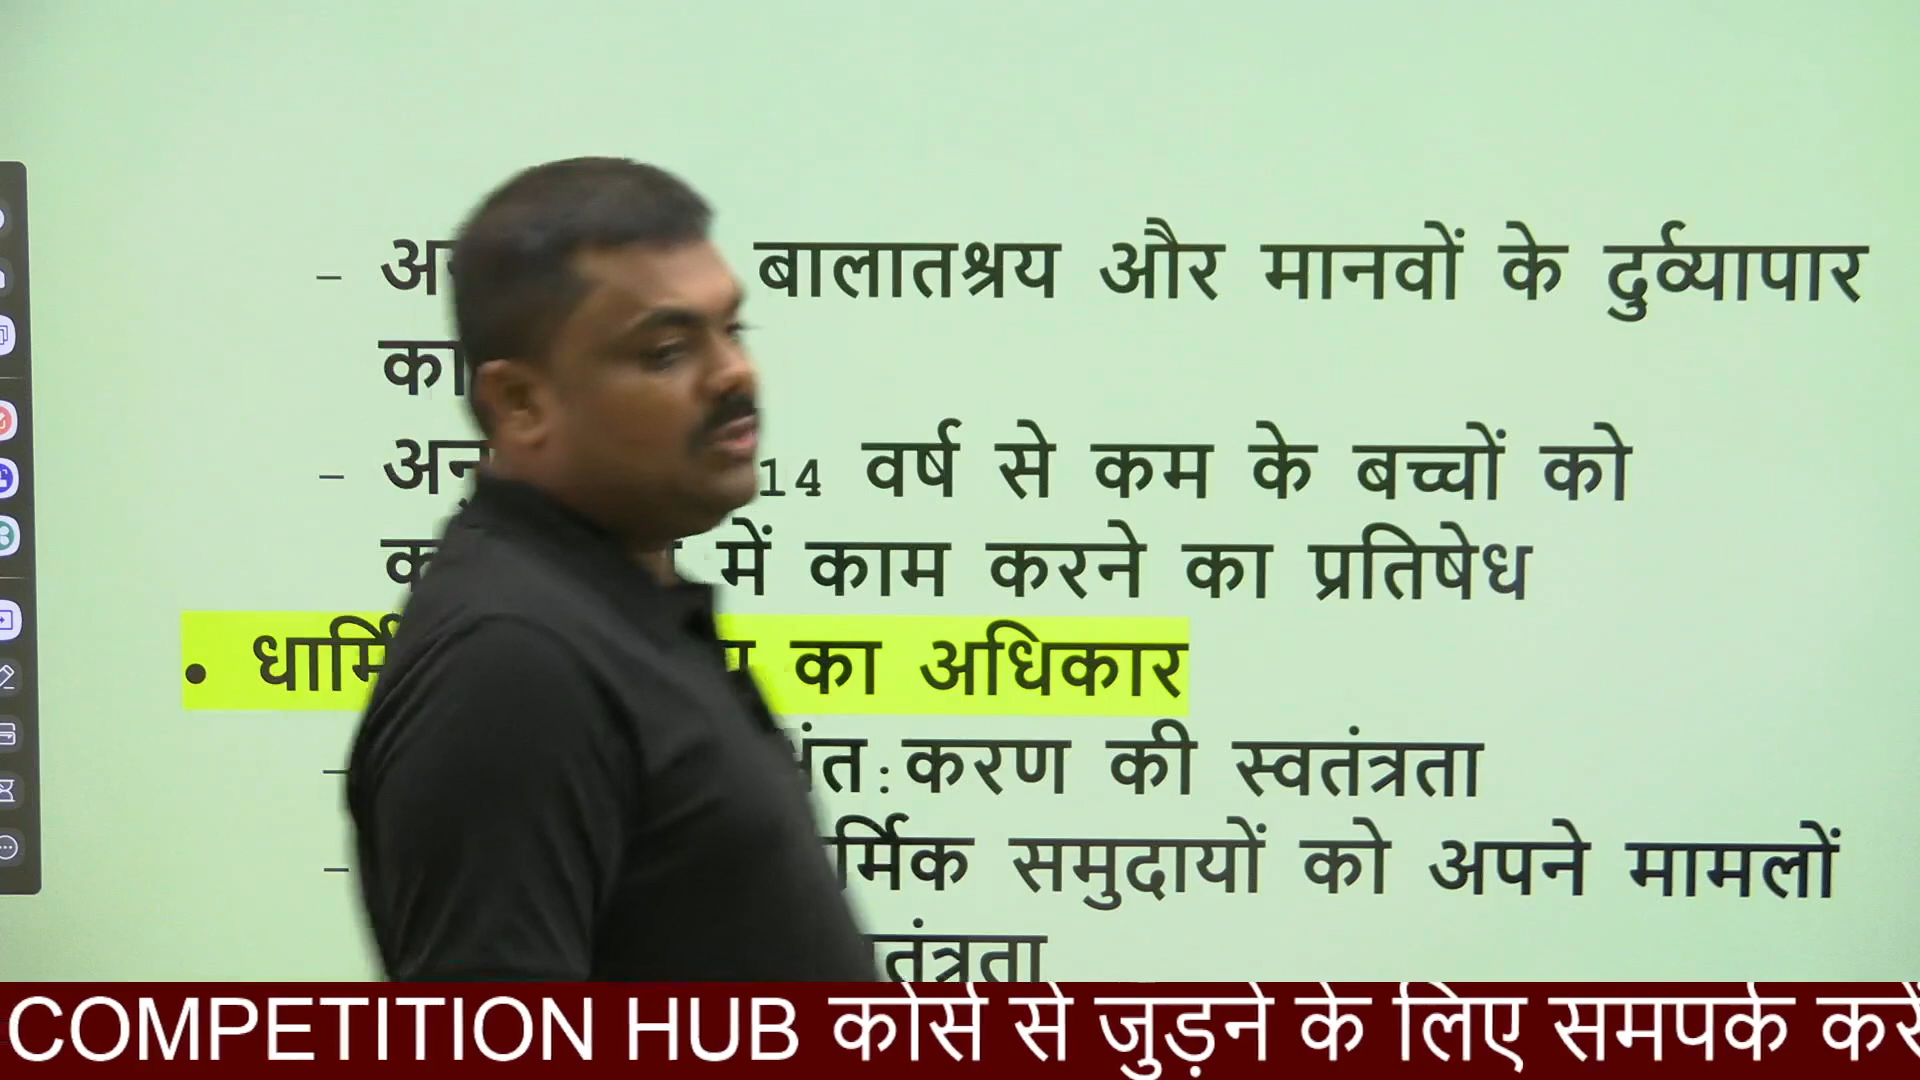 - बालातश्रय और मानवों के दुर्व्यापार
का
- 14 वर्ष से कम के बच्चों को
में काम करने का प्रतिषेध
• का अधिकार
- अंत:करण की स्वतंत्रता
- समुदायों को अपने मामलों
COMPETITION HUB कोर्स से जुड़ने के लिए समपर्क करें